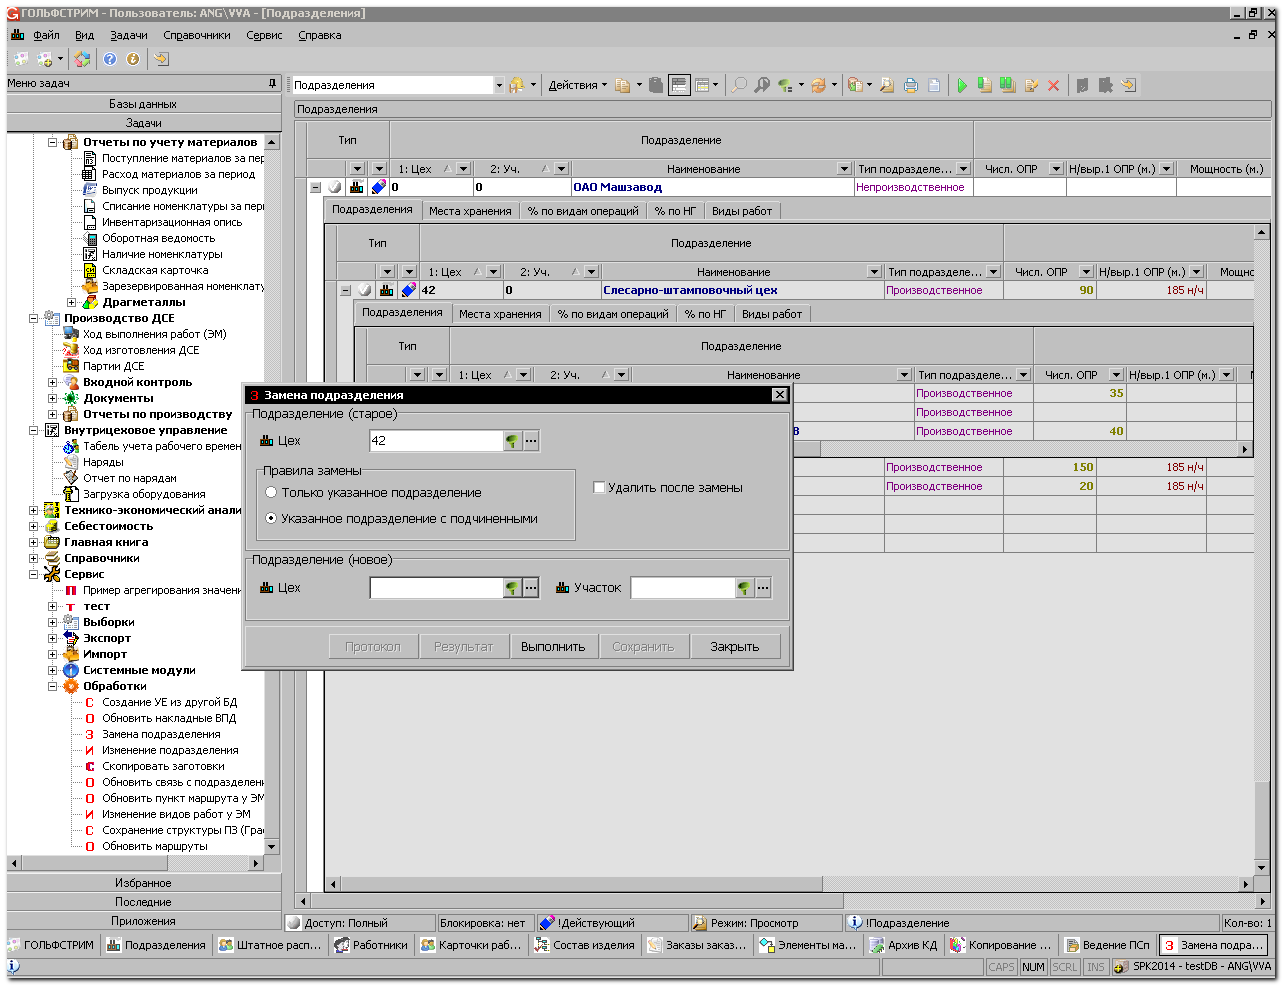 ГОЛЬФСТРИМ - Пользователь: ANG\VVA - [Подразделения]
Файл Вид Задачи Справочники Сервис Справка
Меню задач
Подразделения Действия
Базы данных
Подразделения
Задачи
Тип Подразделение
1: Цех 2: Уч. Наименование Тип подразделе... Числ. ОПР Н/выр.1 ОПР (м.) Мощность (м.)
0 0 ОАО Машзавод Непроизводственное
Подразделения Места хранения % по видам операций % по НГ Виды работ
Тип Подразделение
1: Цех 2: Уч. Наименование Тип подразделе... Числ. ОПР Н/выр.1 ОПР (м.) Мощно
42 0 Слесарно-штамповочный цех Производственное 90 185 н/ч
Подразделения Места хранения % по видам операций % по НГ Виды работ
Тип Подразделение
1: Цех 2: Уч. Наименование Тип подразделе... Числ. ОПР Н/выр.1 ОПР (м.)
Производственное 35
Производственное
В Производственное 40
Производственное 150 185 н/ч
Производственное 20 185 н/ч
Отчеты по учету материалов
Поступление материалов за пер
Расход материалов за период
Выпуск продукции
Списание номенклатуры за пери
Инвентаризационная опись
Оборотная ведомость
Наличие номенклатуры
Складская карточка
Зарезервированная номенклату
Драгметаллы
Производство ДСЕ
Ход выполнения работ (ЭМ)
Ход изготовления ДСЕ
Партии ДСЕ
Входной контроль
Документы
Отчеты по производству
Внутрицеховое управление
Табель учета рабочего времен
Наряды
Отчет по нарядам
Загрузка оборудования
Технико-экономический анали
Себестоимость
Главная книга
Справочники
Сервис
Пример агрегирования значени
тест
Выборки
Экспорт
Импорт
Системные модули
Обработки
С Создание УЕ из другой БД
О Обновить накладные ВПД
З Замена подразделения
И Изменение подразделения
С Скопировать заготовки
О Обновить связь с подразделени
О Обновить пункт маршрута у ЭМ
И Изменение видов работ у ЭМ
С Сохранение структуры ПЗ (Гра
О Обновить маршруты
Избранное
Последние
Приложения
З Замена подразделения
Подразделение (старое)
Цех 42
Правила замены
Только указанное подразделение
Указанное подразделение с подчиненными
Удалить после замены
Подразделение (новое)
Цех Участок
Протокол Результат Выполнить Сохранить Закрыть
Доступ: Полный Блокировка: нет !Действующий Режим: Просмотр !Подразделение Кол-во: 1
ГОЛЬФСТРИМ Подразделения Штатное расп... Работники Карточки раб... Состав изделия Заказы заказ... Элементы ма... Архив КД Копирование ... Ведение ПСп З Замена подра...
CAPS NUM SCRL INS SPK2014 - testDB - ANG\VVA